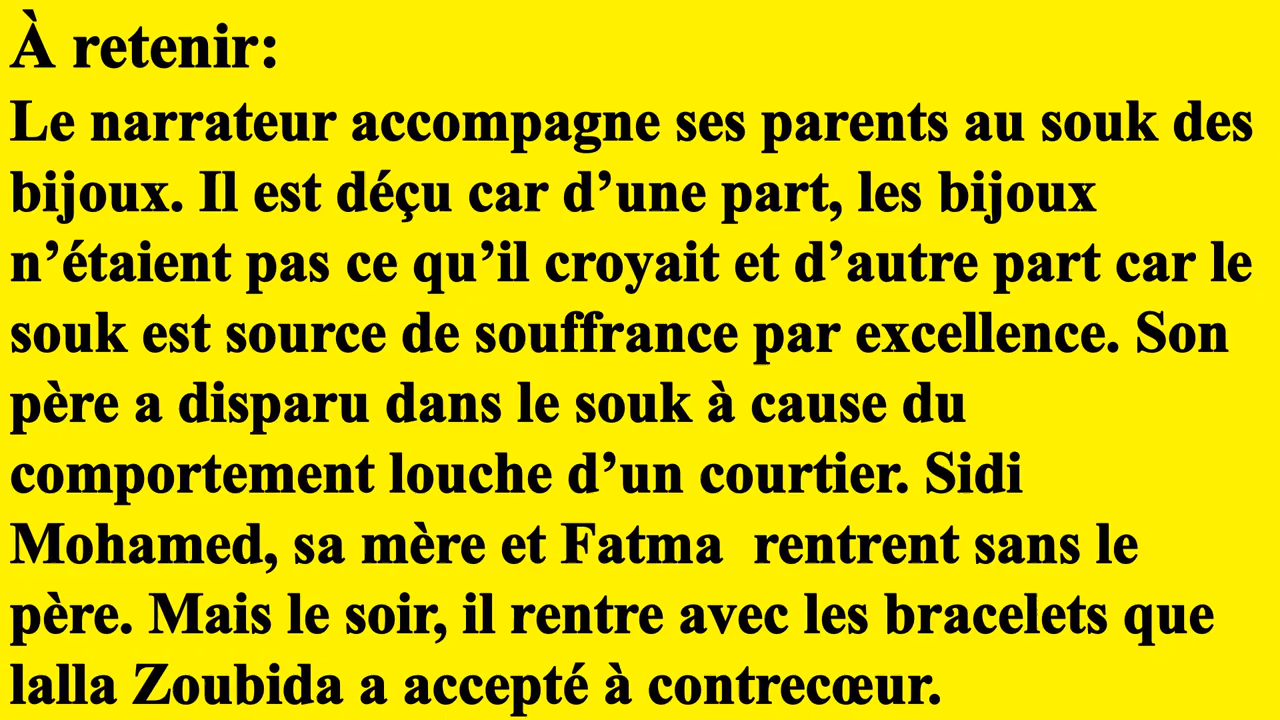 À retenir:
Le narrateur accompagne ses parents au souk des
bijoux. Il est déçu car d’une part, les bijoux
n’étaient pas ce qu’il croyait et d’autre part car le
souk est source de souffrance par excellence. Son
père a disparu dans le souk à cause du
comportement louche d’un courtier. Sidi
Mohamed, sa mère et Fatma  rentrent sans le
père. Mais le soir, il rentre avec les bracelets que
lalla Zoubida a accepté à contrecœur.